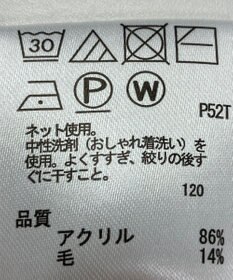 30
P W
P52T
ネット使用。
中性洗剤(おしゃれ着洗い)を
使用。よくすすぎ、絞りの後す
ぐに干すこと。
120
品質
アクリル 86%
毛 14%